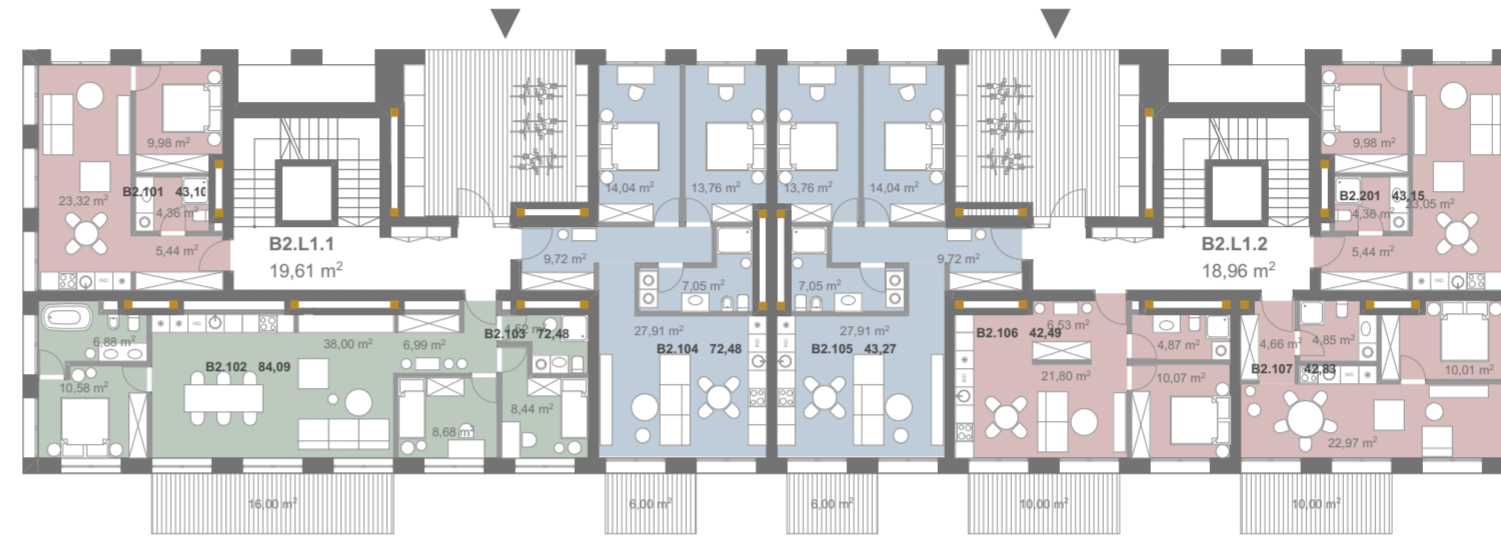 9,98 m²
23,32 m²
B2.101 43,10
4,36 m²
5,44 m²
B2.L1.1
19,61 m²
14,04 m²
13,76 m²
9,72 m²
7,05 m²
27,91 m²
B2.104 72,48
13,76 m²
14,04 m²
9,72 m²
7,05 m²
27,91 m²
B2.105 43,27
B2.L1.2
18,96 m²
9,98 m²
B2.201 43,15
23,05 m²
4,36 m²
5,44 m²
6,88 m²
10,58 m²
B2.102 84,09
38,00 m²
6,99 m²
4,52 m²
B2.103 72,48
8,68 m²
8,44 m²
6,53 m²
B2.106 42,49
21,80 m²
4,87 m²
10,07 m²
4,66 m²
4,85 m²
B2.107 42,83
10,01 m²
22,97 m²
16,00 m²
6,00 m²
6,00 m²
10,00 m²
10,00 m²